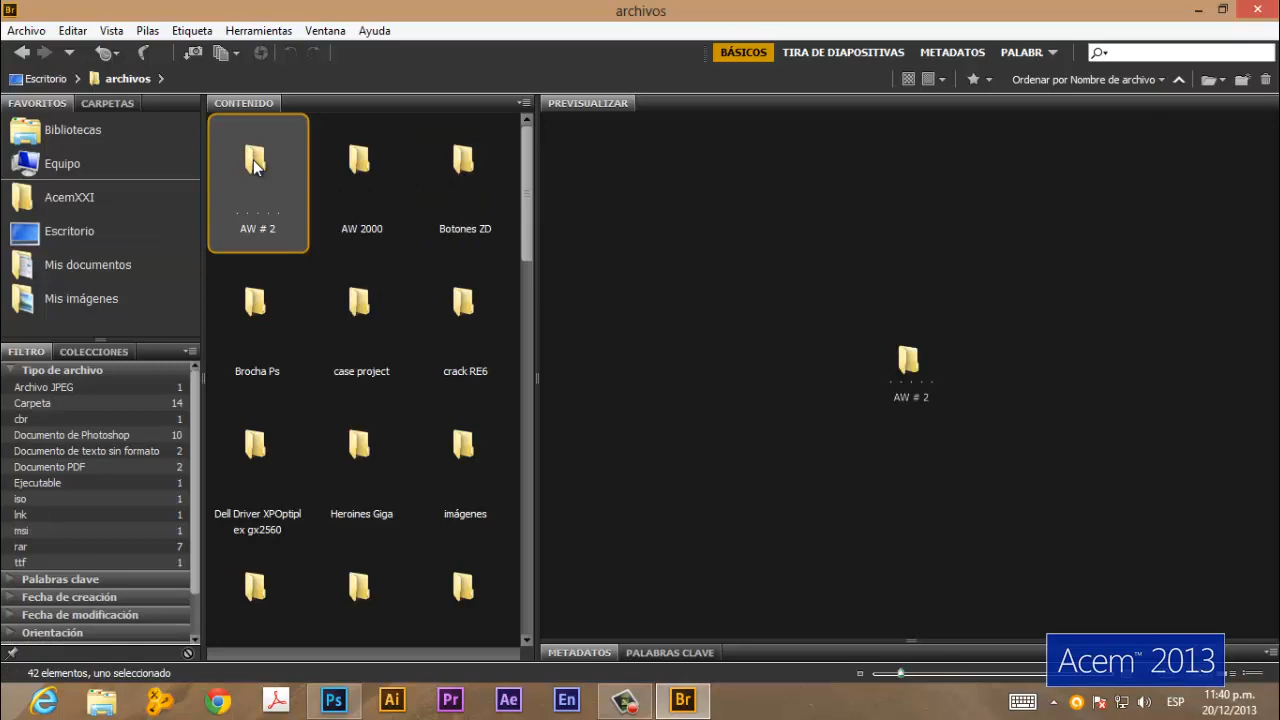 Br
archivos
Archivo Editar Vista Pilas Etiqueta Herramientas Ventana Ayuda
BÁSICOS TIRA DE DIAPOSITIVAS METADATOS PALABR.
Escritorio archivos
Ordenar por Nombre de archivo
FAVORITOS CARPETAS
Bibliotecas
Equipo
AcemXXI
Escritorio
Mis documentos
Mis imágenes
FILTRO COLECCIONES
Tipo de archivo
Archivo JPEG 1
Carpeta 14
cbr 1
Documento de Photoshop 10
Documento de texto sin formato 2
Documento PDF 2
Ejecutable 1
iso 1
lnk 1
msi 1
rar 7
ttf 1
Palabras clave
Fecha de creación
Fecha de modificación
Orientación
CONTENIDO
AW # 2 AW 2000 Botones ZD
Brocha Ps case project crack RE6
Dell Driver XPOptipl
ex gx2560
Heroines Giga imágenes
PREVISUALIZAR
AW # 2
METADATOS PALABRAS CLAVE
42 elementos, uno seleccionado
Acem™ 2013
Ps Ai Pr Ae En Br
ESP
11:40 p.m.
20/12/2013